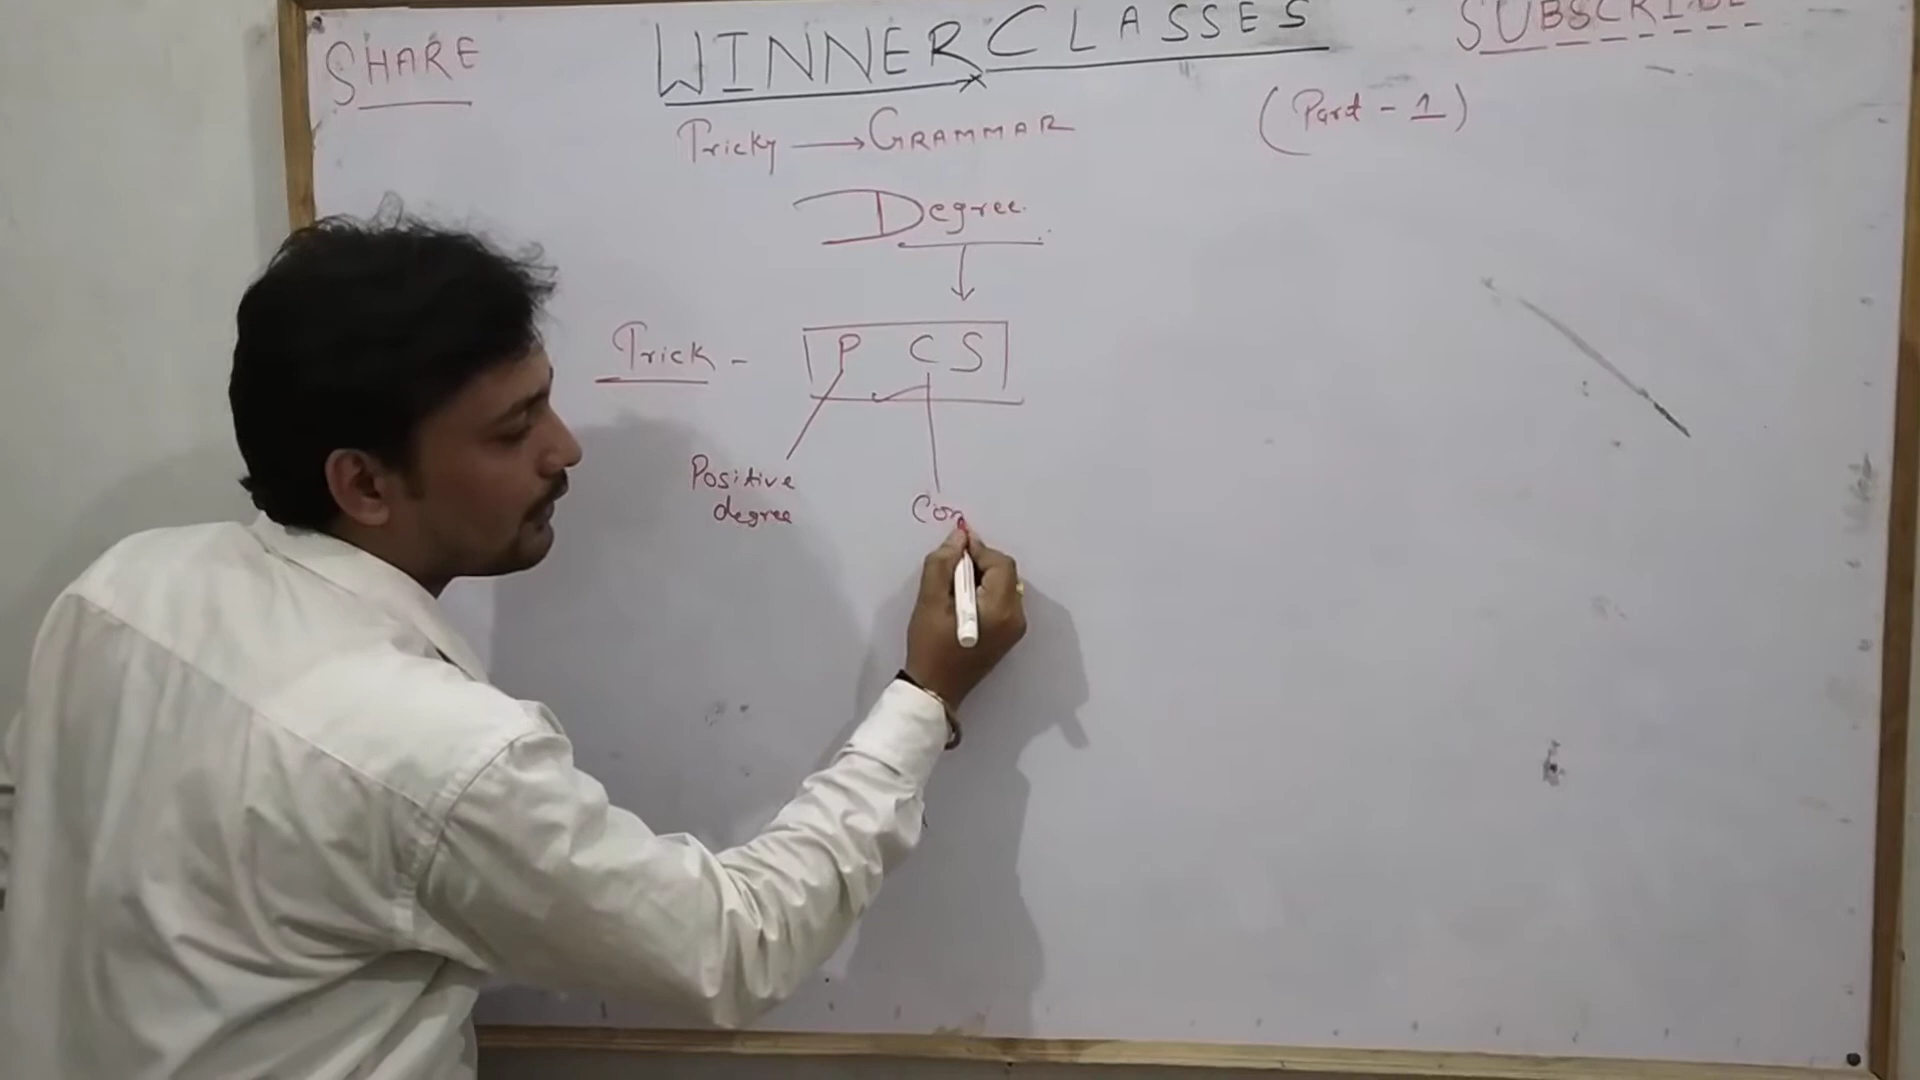 SHARE
WINNER CLASSES
SUBSCRIBE
Tricky → GRAMMAR
(Part - 1)
Degree
Trick - P C S
Positive
degree
Com